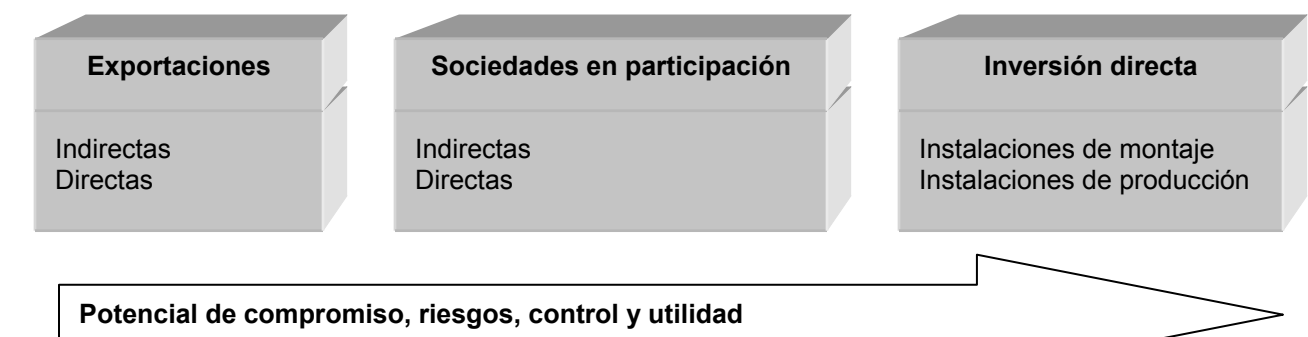 Exportaciones
Indirectas
Directas
Sociedades en participación
Indirectas
Directas
Inversión directa
Instalaciones de montaje
Instalaciones de producción
Potencial de compromiso, riesgos, control y utilidad